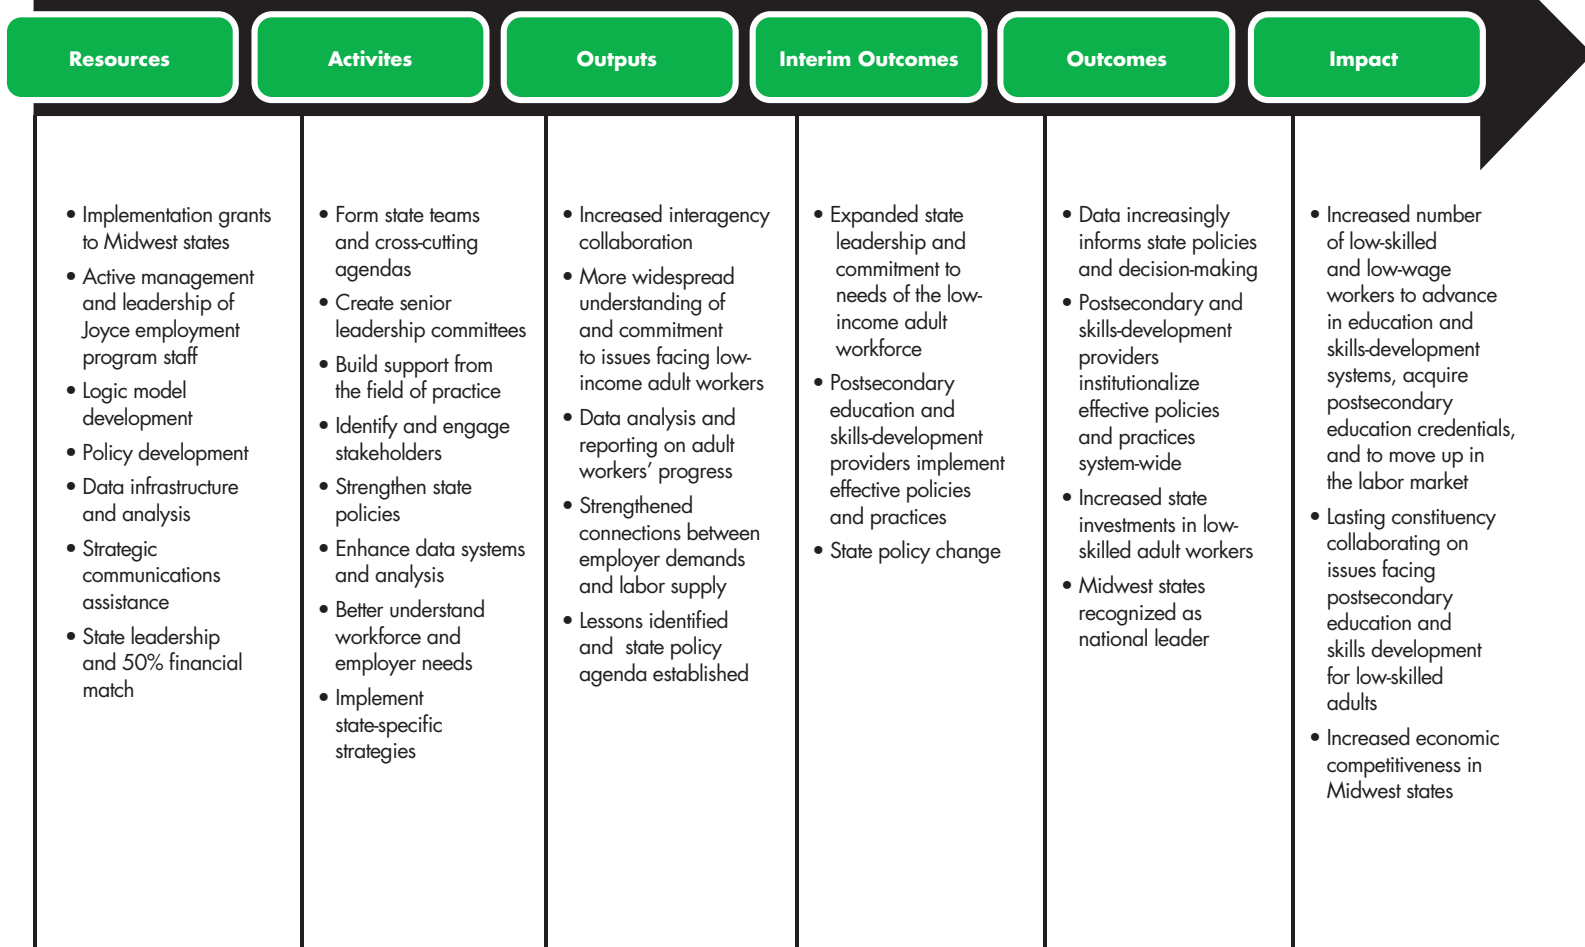 Resources
Activites
Outputs
Interim Outcomes
Outcomes
Impact
• Implementation grants
to Midwest states
• Active management
and leadership of
Joyce employment
program staff
• Logic model
development
• Policy development
• Data infrastructure
and analysis
• Strategic
communications
assistance
• State leadership
and 50% financial
match
• Form state teams
and cross-cutting
agendas
• Create senior
leadership committees
• Build support from
the field of practice
• Identify and engage
stakeholders
• Strengthen state
policies
• Enhance data systems
and analysis
• Better understand
workforce and
employer needs
• Implement
state-specific
strategies
• Increased interagency
collaboration
• More widespread
understanding of
and commitment
to issues facing low-
income adult workers
• Data analysis and
reporting on adult
workers’ progress
• Strengthened
connections between
employer demands
and labor supply
• Lessons identified
and state policy
agenda established
• Expanded state
leadership and
commitment to
needs of the low-
income adult
workforce
• Postsecondary
education and
skills-development
providers implement
effective policies
and practices
• State policy change
• Data increasingly
informs state policies
and decision-making
• Postsecondary and
skills-development
providers
institutionalize
effective policies
and practices
system-wide
• Increased state
investments in low-
skilled adult workers
• Midwest states
recognized as
national leader
• Increased number
of low-skilled
and low-wage
workers to advance
in education and
skills-development
systems, acquire
postsecondary
education credentials,
and to move up in
the labor market
• Lasting constituency
collaborating on
issues facing
postsecondary
education and
skills development
for low-skilled
adults
• Increased economic
competitiveness in
Midwest states